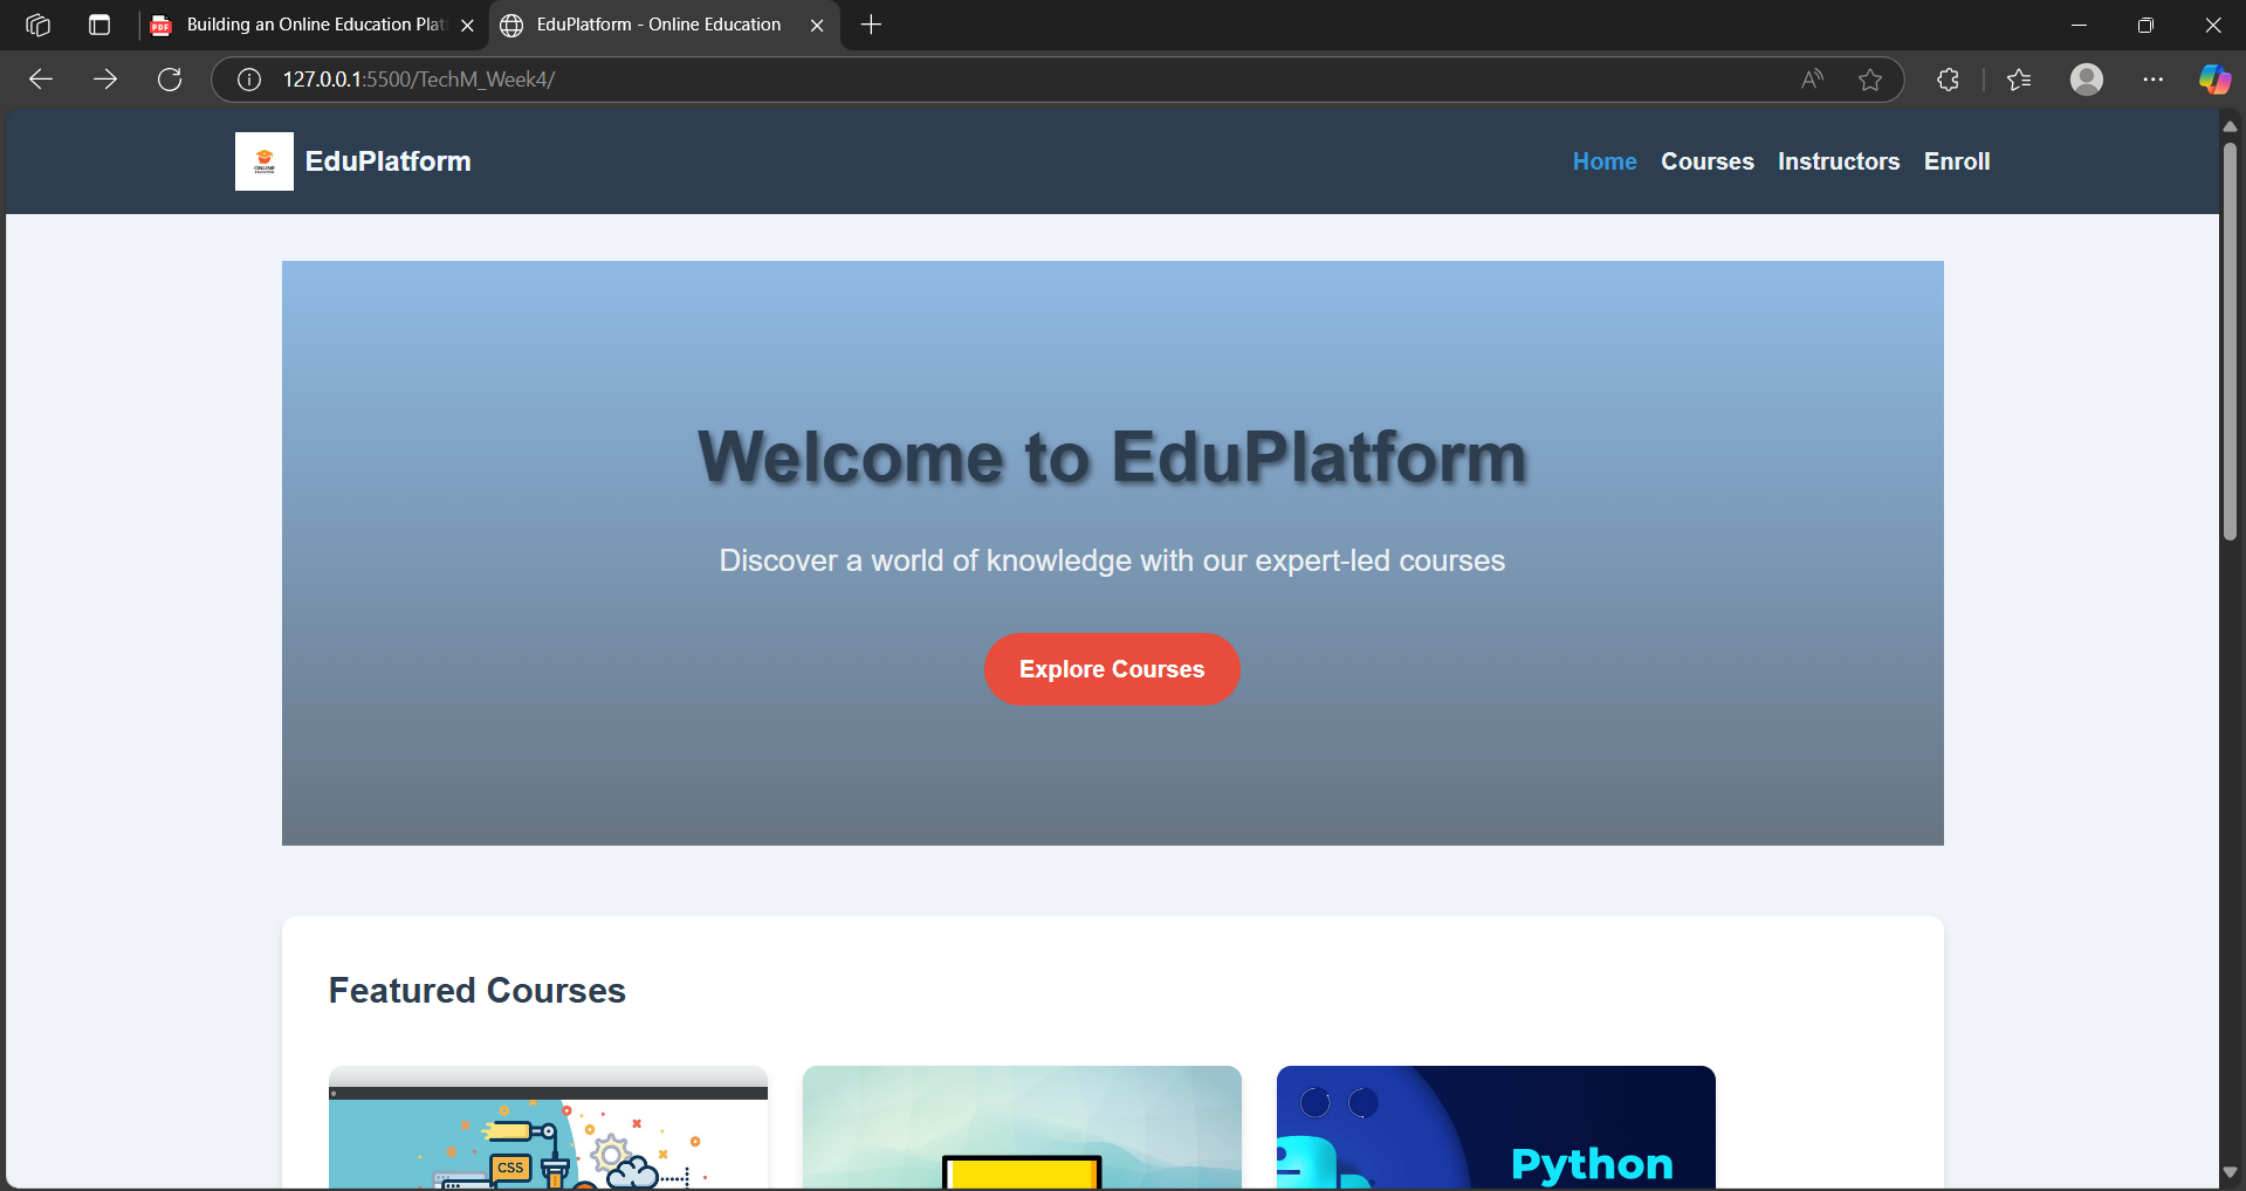 Building an Online Education Plat
EduPlatform - Online Education
127.0.0.1:5500/TechM_Week4/
EduPlatform
Home Courses Instructors Enroll
Welcome to EduPlatform
Discover a world of knowledge with our expert-led courses
Explore Courses
Featured Courses
CSS
Python